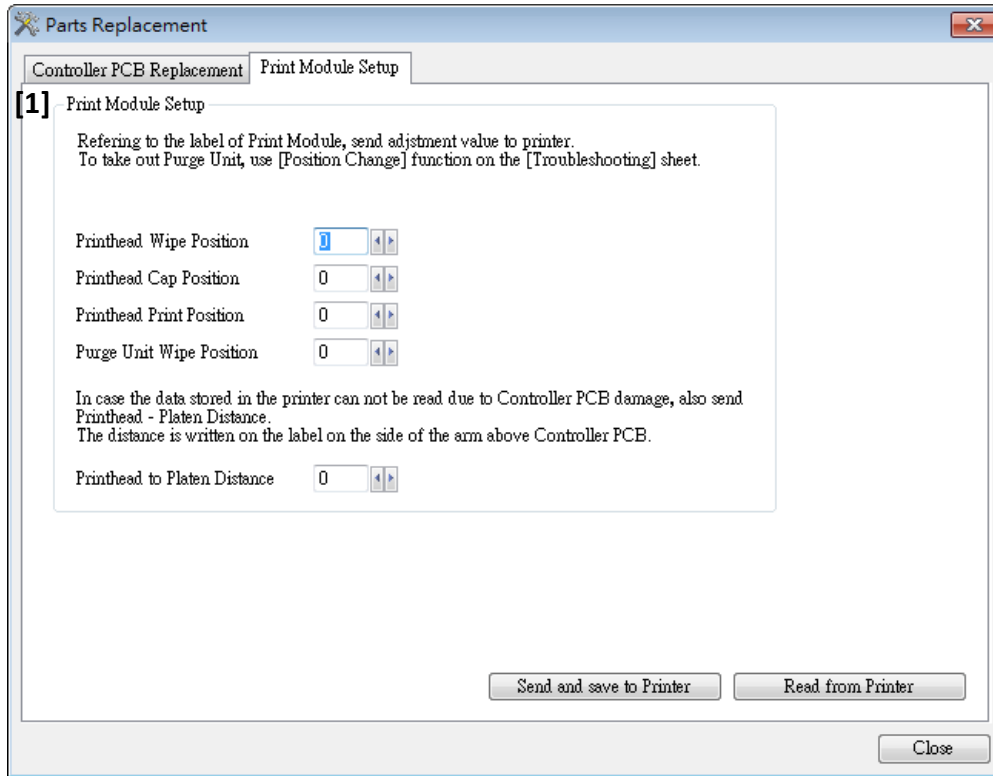 Parts Replacement
Controller PCB Replacement
Print Module Setup
[1]
Print Module Setup
Refering to the label of Print Module, send adjstment value to printer.
To take out Purge Unit, use [Position Change] function on the [Troubleshooting] sheet.
Printhead Wipe Position 0
Printhead Cap Position 0
Printhead Print Position 0
Purge Unit Wipe Position 0
In case the data stored in the printer can not be read due to Controller PCB damage, also send
Printhead - Platen Distance.
The distance is written on the label on the side of the arm above Controller PCB.
Printhead to Platen Distance 0
Send and save to Printer
Read from Printer
Close